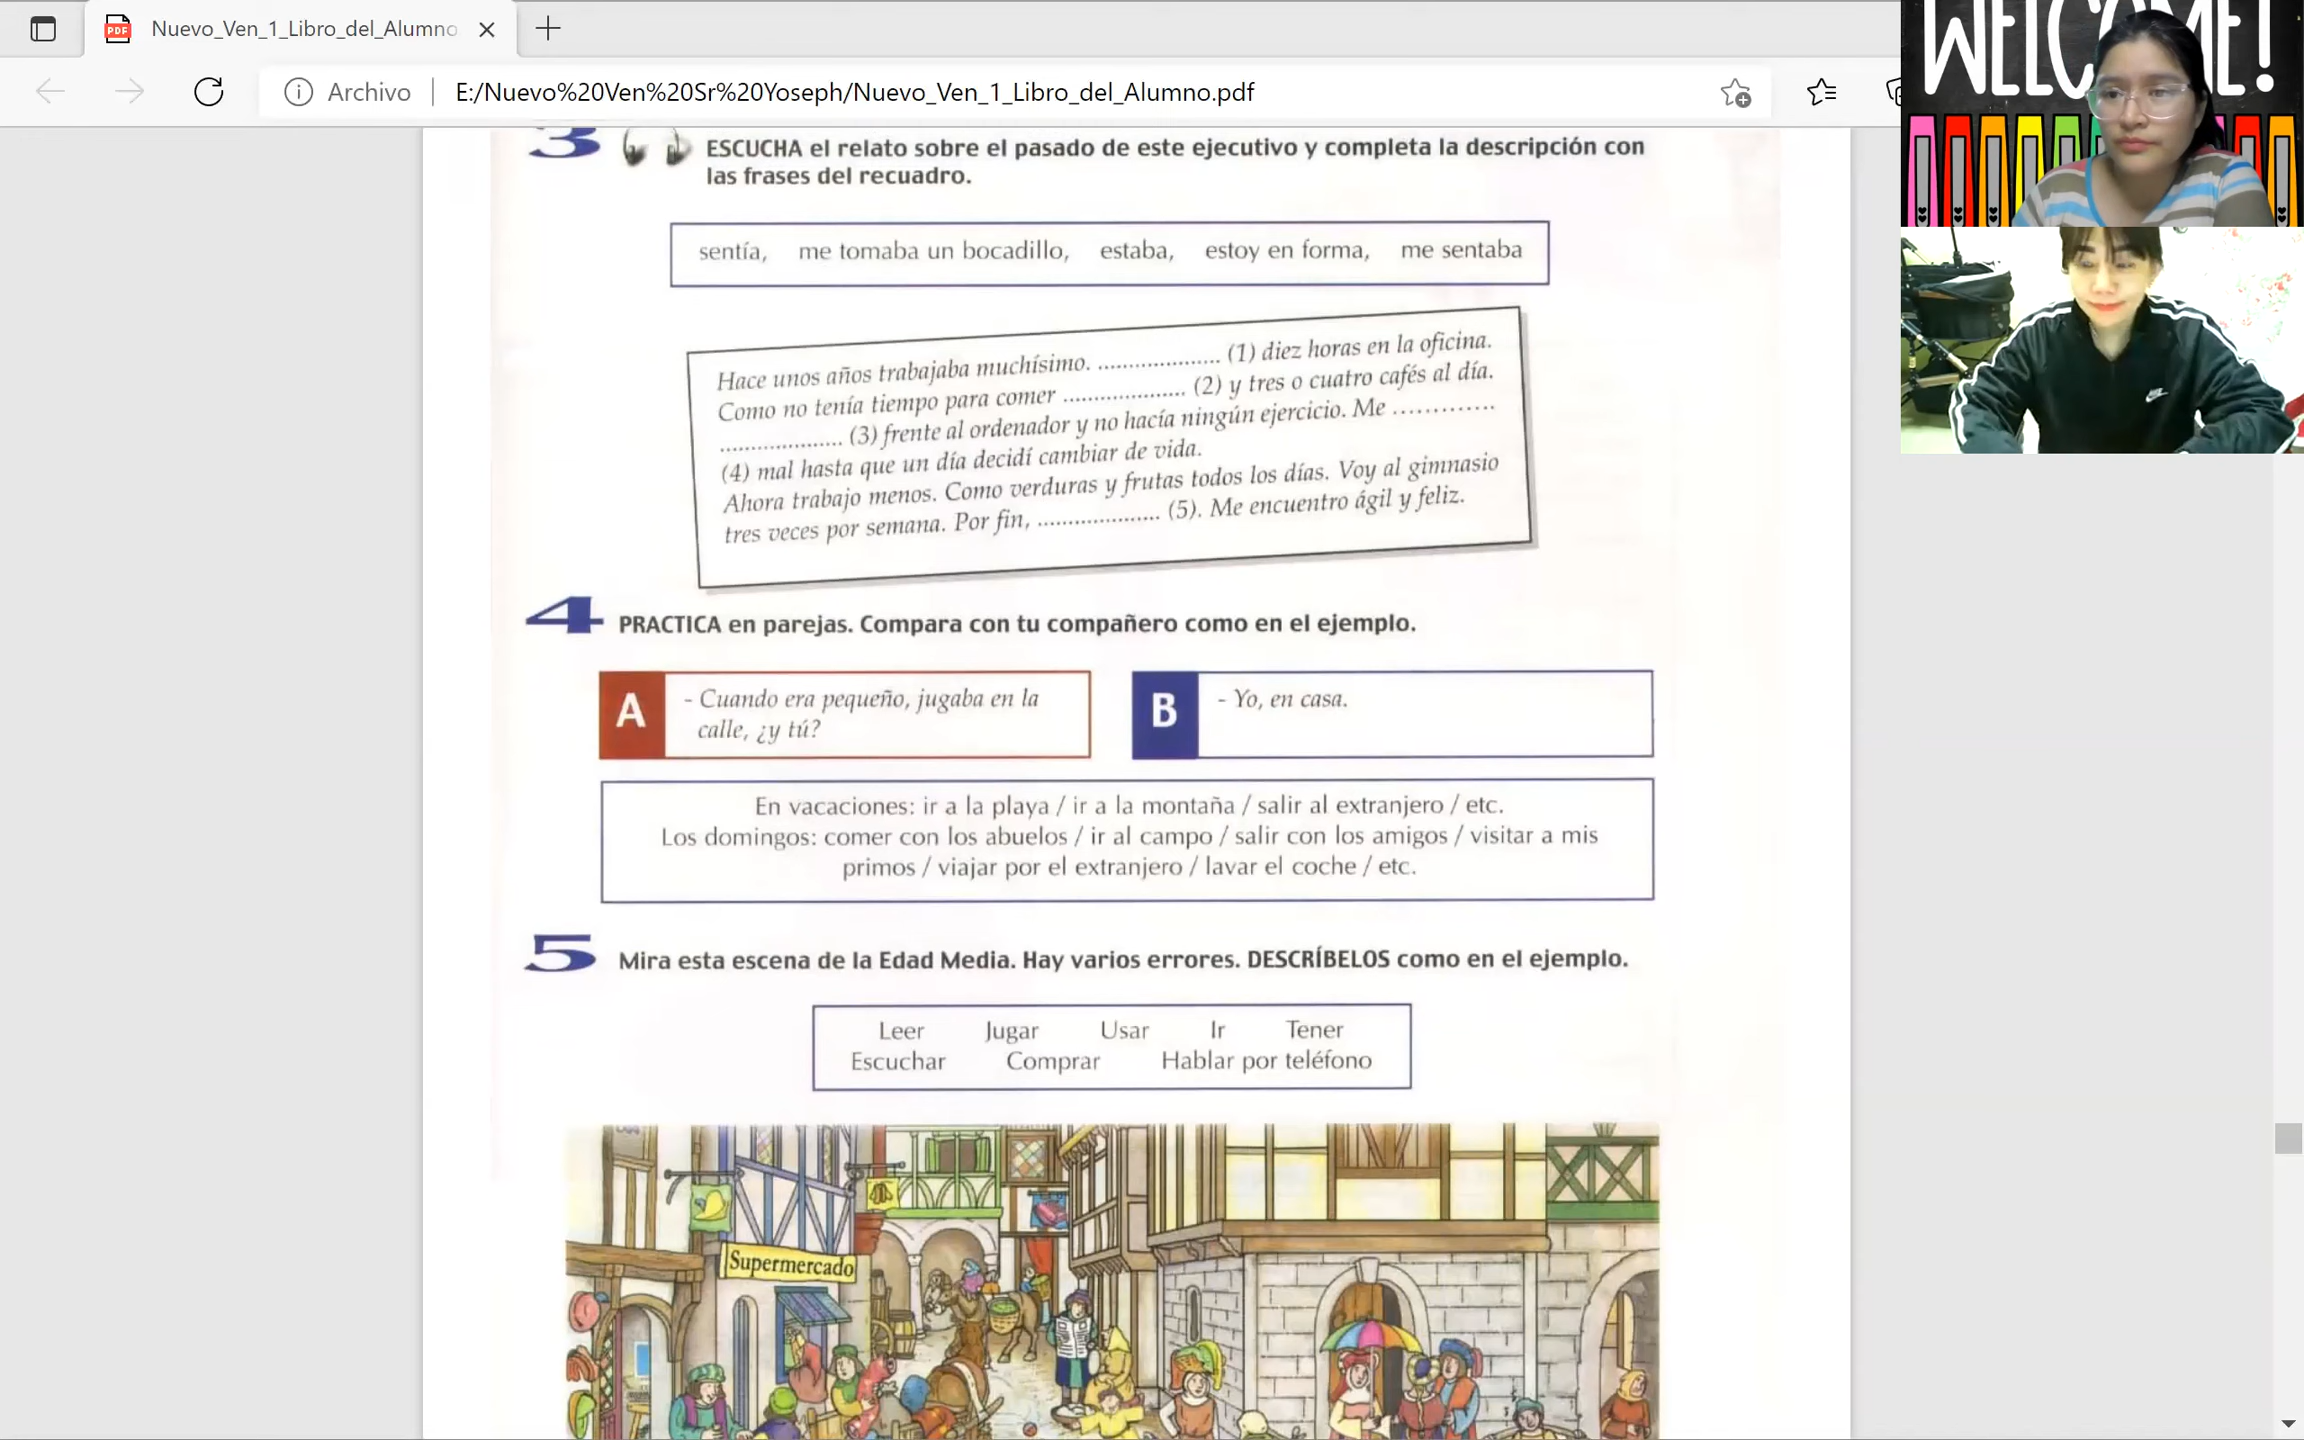 Nuevo_Ven_1_Libro_del_Alumno
Archivo
E:/Nuevo%20Ven%20Sr%20Yoseph/Nuevo_Ven_1_Libro_del_Alumno.pdf
PDF
3 ESCUCHA el relato sobre el pasado de este ejecutivo y completa la descripción con
las frases del recuadro.
sentía, me tomaba un bocadillo, estaba, estoy en forma, me sentaba
Hace unos años trabajaba muchísimo. .................... (1) diez horas en la oficina.
Como no tenía tiempo para comer .................... (2) y tres o cuatro cafés al día.
.................... (3) frente al ordenador y no hacía ningún ejercicio. Me .............
(4) mal hasta que un día decidí cambiar de vida.
Ahora trabajo menos. Como verduras y frutas todos los días. Voy al gimnasio
tres veces por semana. Por fin, .................... (5). Me encuentro ágil y feliz.
4 PRACTICA en parejas. Compara con tu compañero como en el ejemplo.
A - Cuando era pequeño, jugaba en la
calle, ¿y tú?
B - Yo, en casa.
En vacaciones: ir a la playa / ir a la montaña / salir al extranjero / etc.
Los domingos: comer con los abuelos / ir al campo / salir con los amigos / visitar a mis
primos / viajar por el extranjero / lavar el coche / etc.
5 Mira esta escena de la Edad Media. Hay varios errores. DESCRÍBELOS como en el ejemplo.
Leer Jugar Usar Ir Tener
Escuchar Comprar Hablar por teléfono
Supermercado